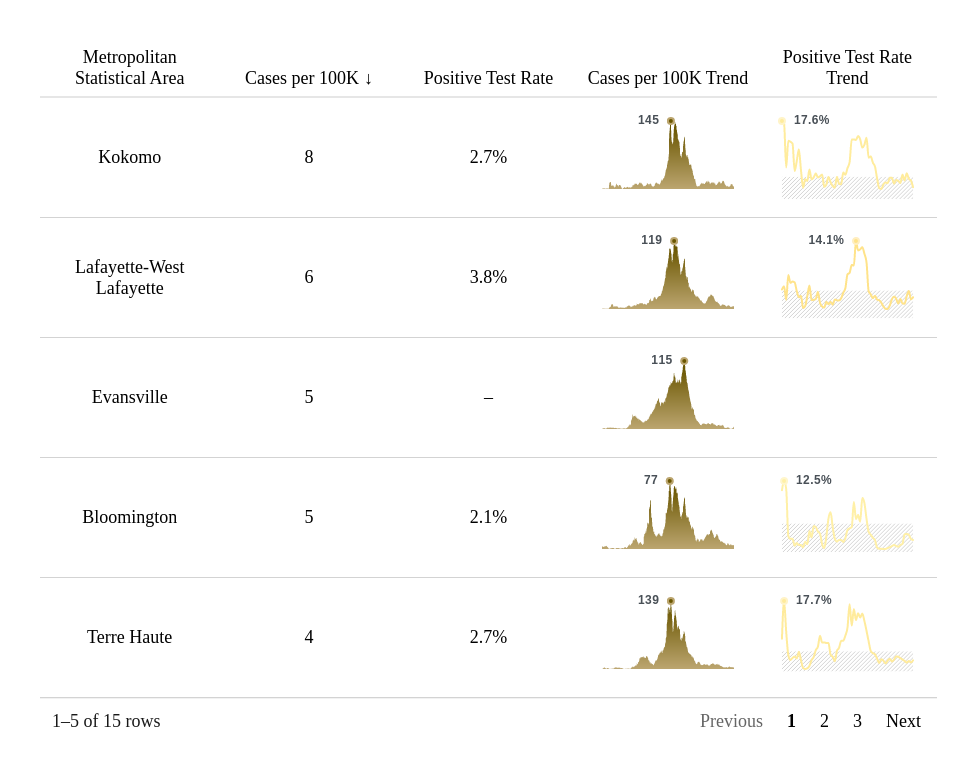 Metropolitan
Statistical Area
Cases per 100K ↓
Positive Test Rate
Cases per 100K Trend
Positive Test Rate
Trend
Kokomo
8
2.7%
145
17.6%
Lafayette-West
Lafayette
6
3.8%
119
14.1%
Evansville
5
–
115
Bloomington
5
2.1%
77
12.5%
Terre Haute
4
2.7%
139
17.7%
1–5 of 15 rows
Previous 1 2 3 Next